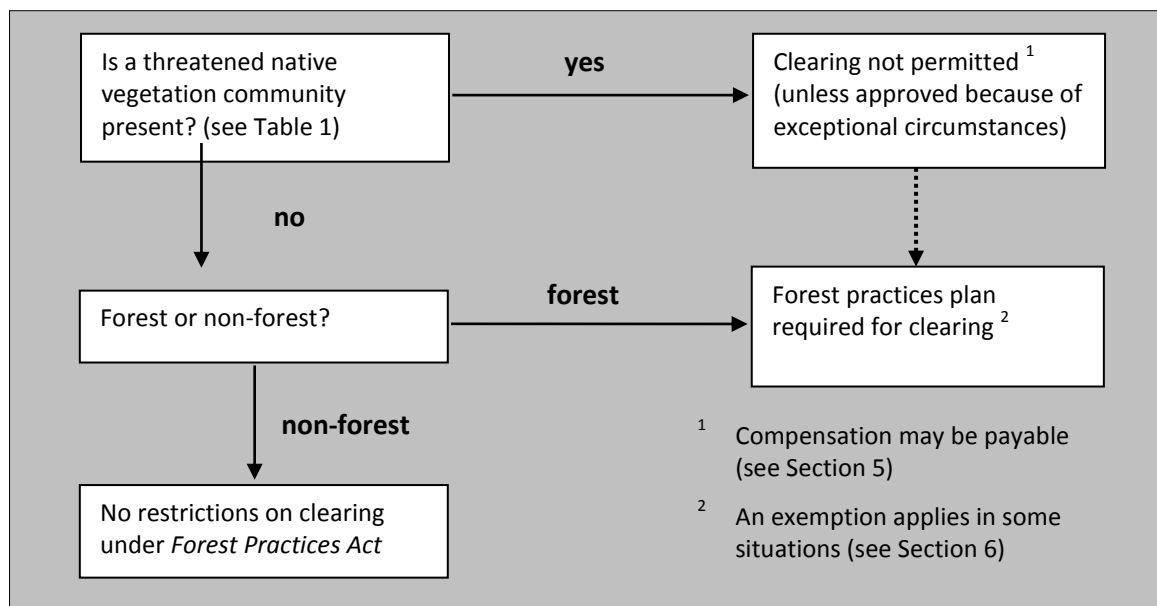 Is a threatened native
vegetation community
present? (see Table 1)
yes
Clearing not permitted 1
(unless approved because of
exceptional circumstances)
no
Forest or non-forest?
forest
Forest practices plan
required for clearing 2
non-forest
No restrictions on clearing
under Forest Practices Act
1 Compensation may be payable
(see Section 5)
2 An exemption applies in some
situations (see Section 6)